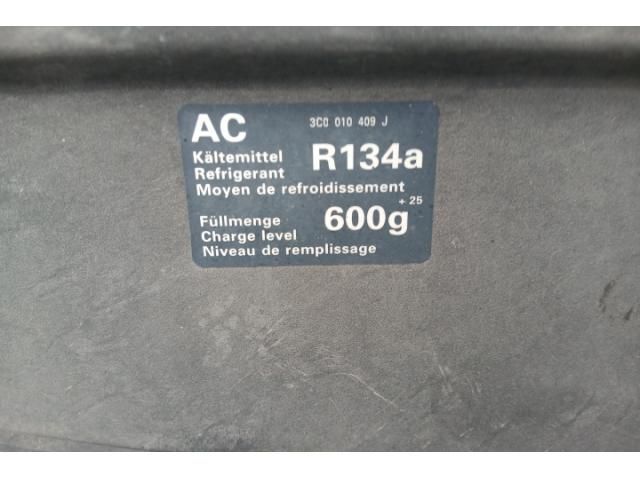 AC 3C0 010 409 J
Kältemittel R134a
Refrigerant
Moyen de refroidissement
Füllmenge 600g +25
Charge level
Niveau de remplissage